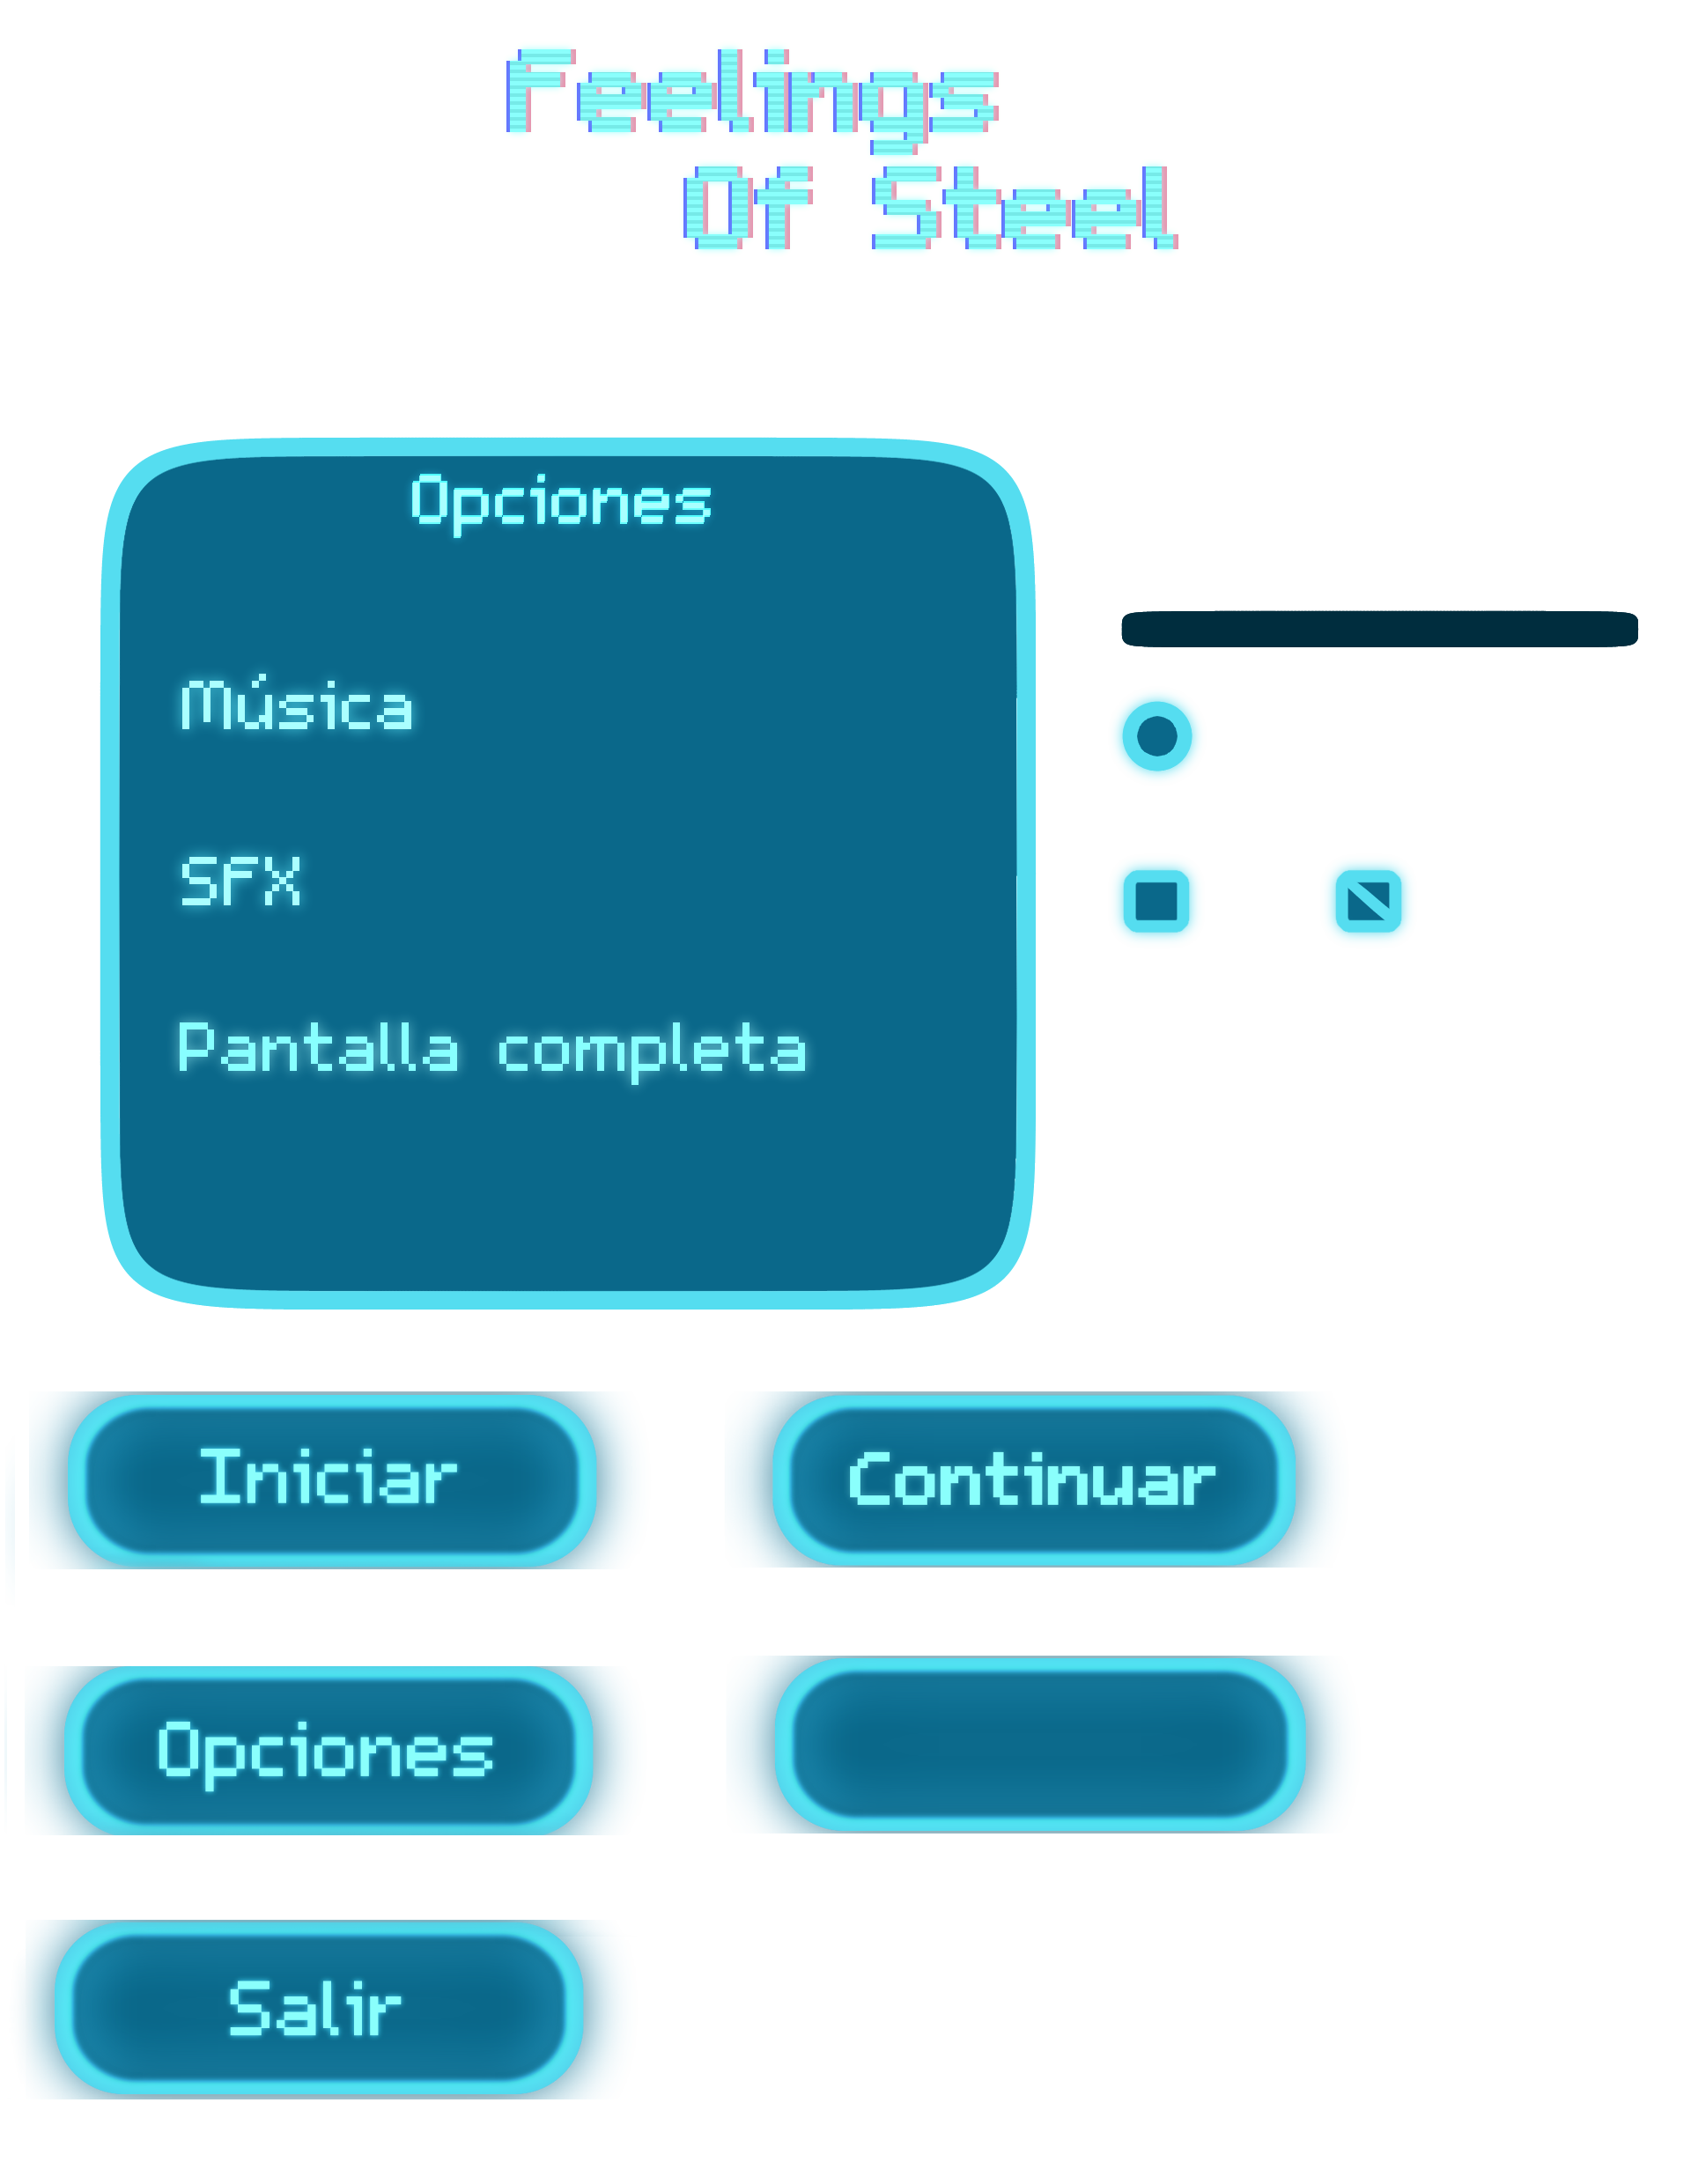 Feelings
Of Steel
Opciones
Música
SFX
Pantalla completa
Iniciar
Continuar
Opciones
Salir